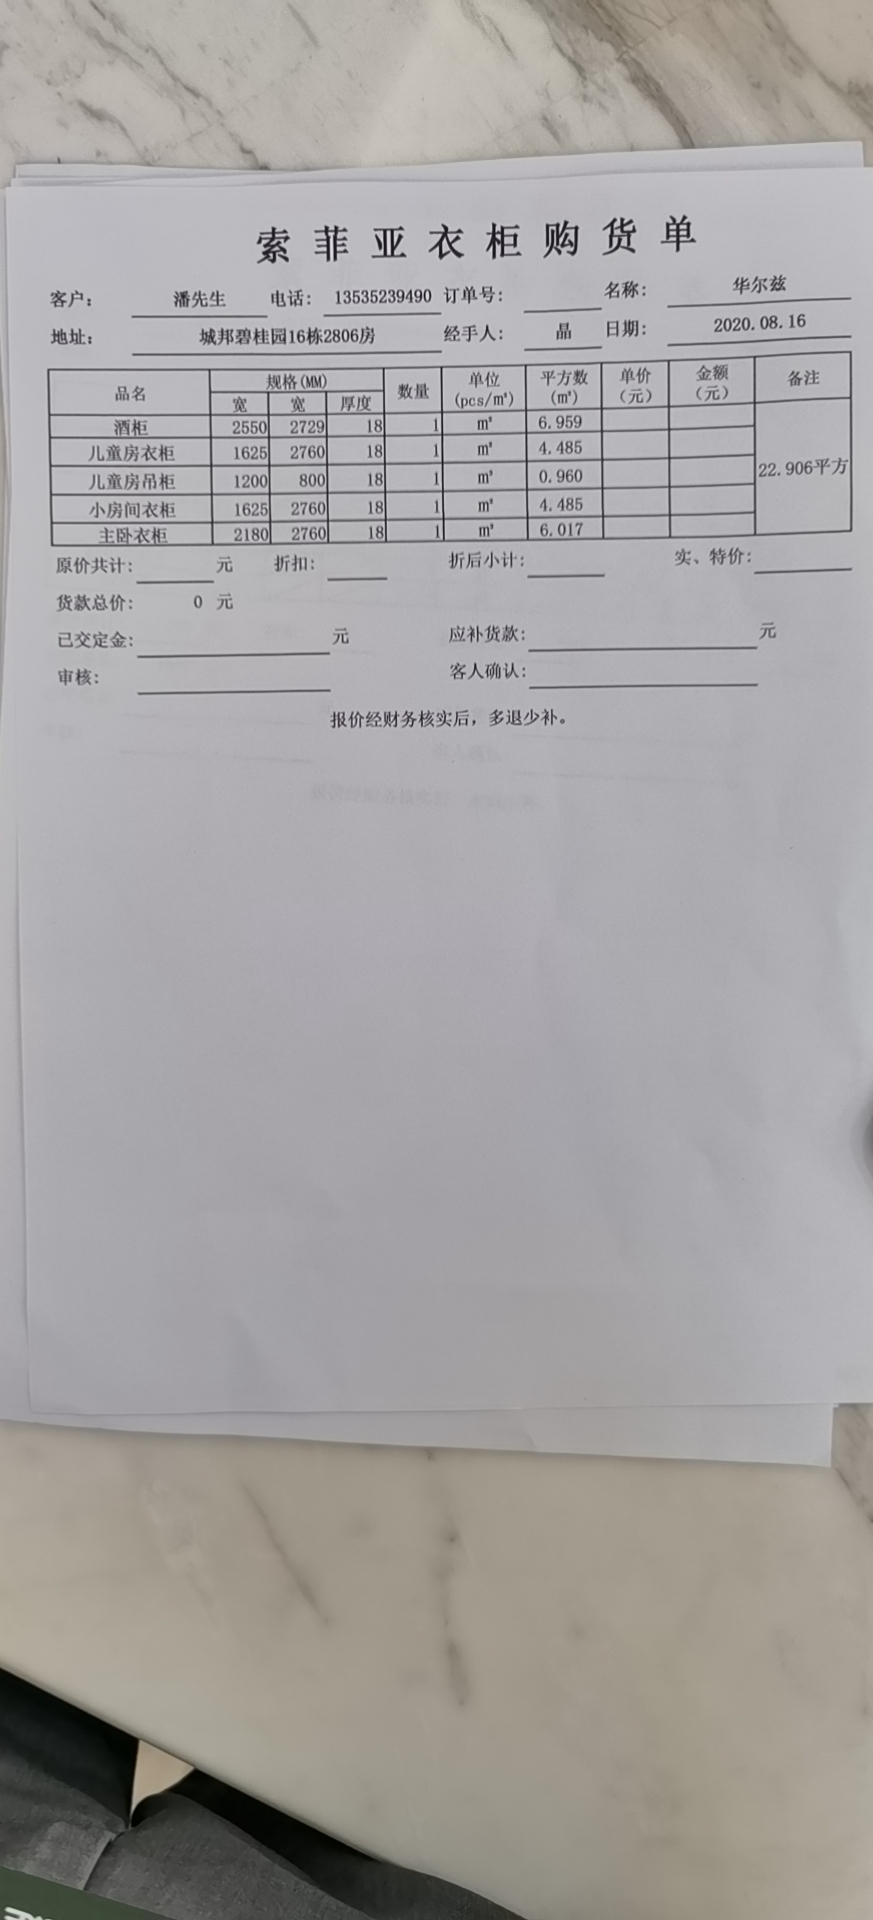 索菲亚衣柜购货单
客户： 潘先生 电话： 13535239490 订单号： 名称： 华尔兹
地址： 城邦碧桂园16栋2806房 经手人： 晶 日期： 2020.08.16
品名 规格(MM) 数量 单位(pcs/㎡) 平方数(㎡) 单价(元) 金额(元) 备注
宽 宽 厚度
酒柜 2550 2729 18 1 ㎡ 6.959
儿童房衣柜 1625 2760 18 1 ㎡ 4.485
儿童房吊柜 1200 800 18 1 ㎡ 0.960 22.906平方
小房间衣柜 1625 2760 18 1 ㎡ 4.485
主卧衣柜 2180 2760 18 1 ㎡ 6.017
原价共计： 元 折扣： 折后小计： 实、特价：
货款总价： 0 元
已交定金： 元 应补货款： 元
审核： 客人确认：
报价经财务核实后，多退少补。